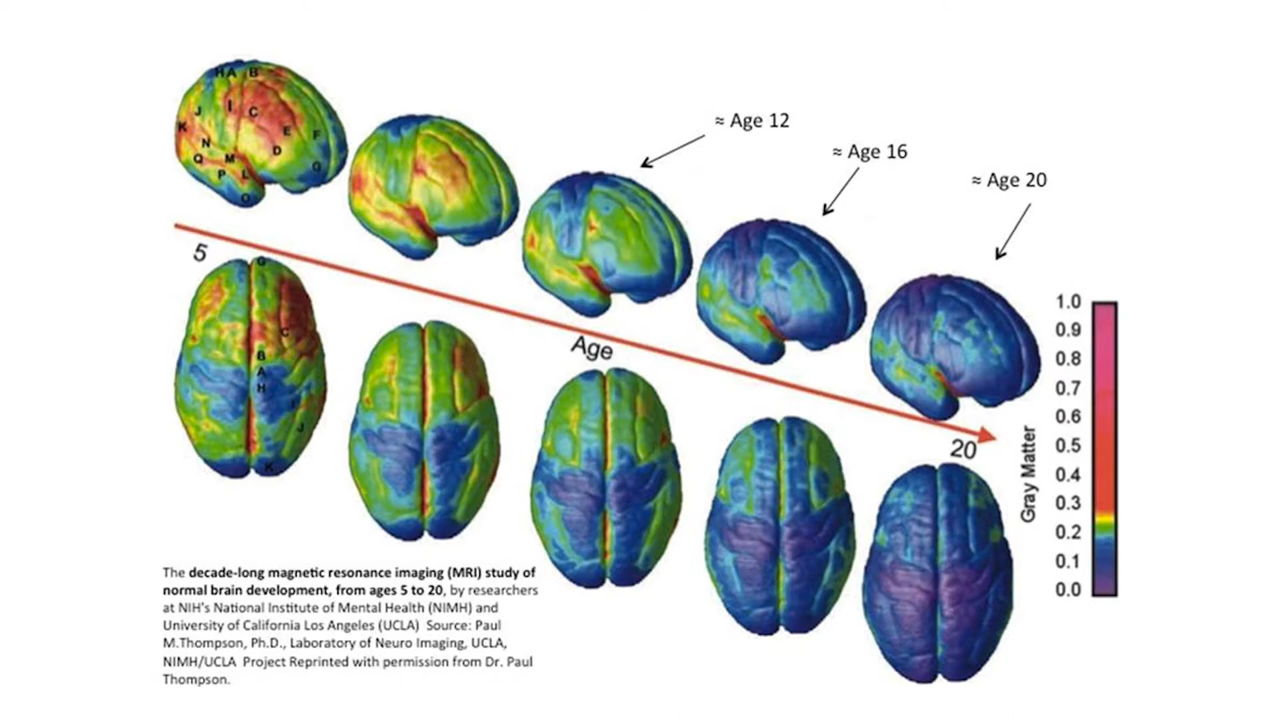 H A B
I
J
C
K
E
F
N
D
Q
M
G
P
L
O
≈ Age 12
≈ Age 16
≈ Age 20
5
Age
20
G
C
B
A
H
I
J
K
1.0
0.9
0.8
0.7
0.6
0.5
0.4
0.3
0.2
0.1
0.0
Gray Matter
The decade-long magnetic resonance imaging (MRI) study of
normal brain development, from ages 5 to 20, by researchers
at NIH's National Institute of Mental Health (NIMH) and
University of California Los Angeles (UCLA)  Source: Paul
M.Thompson, Ph.D., Laboratory of Neuro Imaging, UCLA,
NIMH/UCLA  Project Reprinted with permission from Dr. Paul
Thompson.